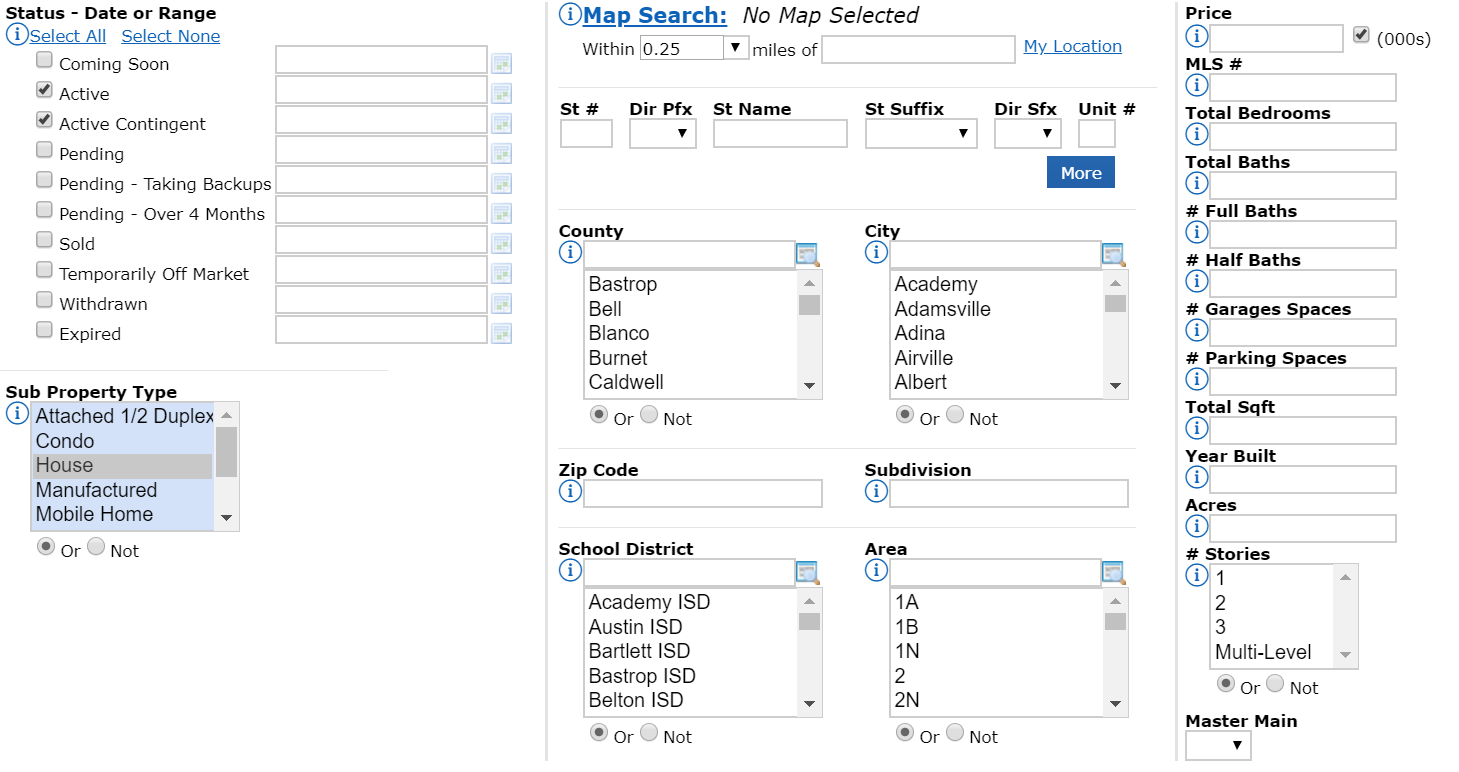 Status - Date or Range
Select All Select None
Coming Soon
Active
Active Contingent
Pending
Pending - Taking Backups
Pending - Over 4 Months
Sold
Temporarily Off Market
Withdrawn
Expired
Sub Property Type
Attached 1/2 Duplex
Condo
House
Manufactured
Mobile Home
Or Not
Map Search: No Map Selected
Within 0.25 miles of My Location
St # Dir Pfx St Name St Suffix Dir Sfx Unit #
More
County
Bastrop
Bell
Blanco
Burnet
Caldwell
Or Not
City
Academy
Adamsville
Adina
Airville
Albert
Or Not
Zip Code
Subdivision
School District
Academy ISD
Austin ISD
Bartlett ISD
Bastrop ISD
Belton ISD
Or Not
Area
1A
1B
1N
2
2N
Or Not
Price
(000s)
MLS #
Total Bedrooms
Total Baths
# Full Baths
# Half Baths
# Garages Spaces
# Parking Spaces
Total Sqft
Year Built
Acres
# Stories
1
2
3
Multi-Level
Or Not
Master Main